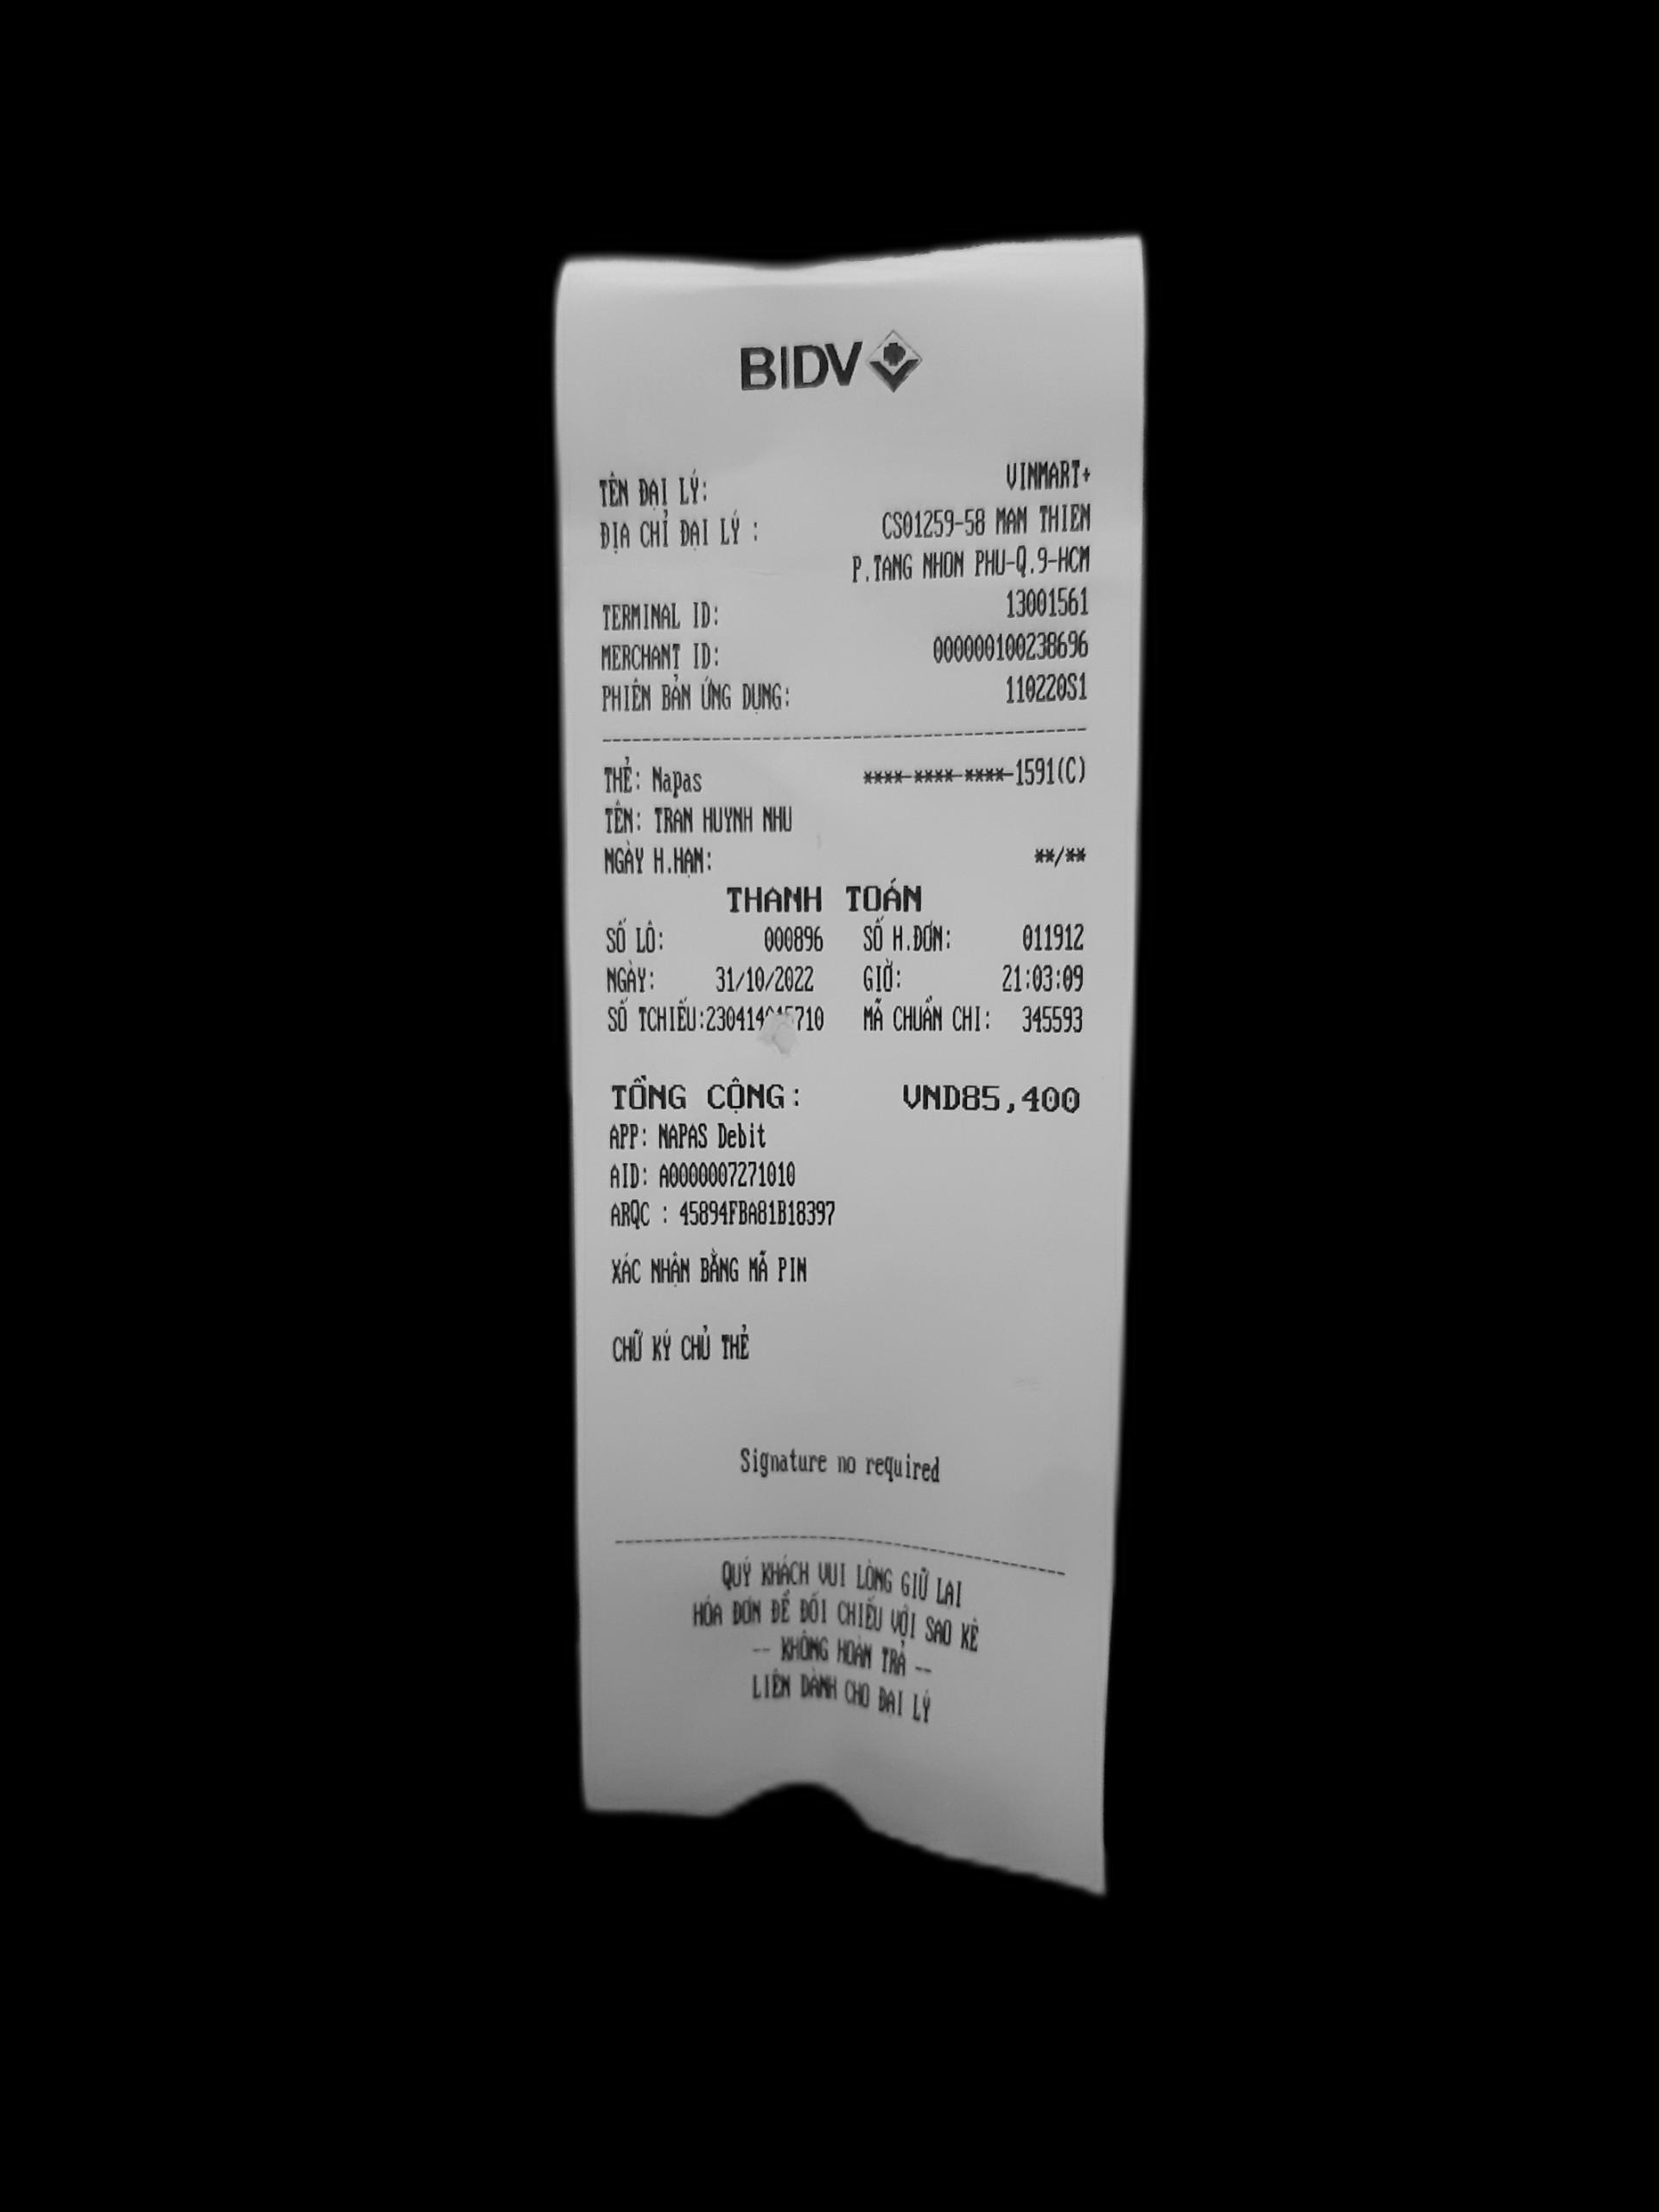 BIDV
TÊN ĐẠI LÝ: VINMART+
ĐỊA CHỈ ĐẠI LÝ : CS01259-58 MAN THIEN
P.TANG NHON PHU-Q.9-HCM
TERMINAL ID: 13001561
MERCHANT ID: 000000100238696
PHIÊN BẢN ỨNG DỤNG: 110220S1
THẺ: Napas ****-****-****-1591(C)
TÊN: TRAN HUYNH NHU
NGÀY H.HẠN: **/**
THANH TOÁN
SỐ LÔ: 000896 SỐ H.ĐƠN: 011912
NGÀY: 31/10/2022 GIỜ: 21:03:09
SỐ TCHIẾU: MÃ CHUẨN CHI: 345593
TỔNG CỘNG: VND85,400
APP: NAPAS Debit
AID: A0000007271010
ARQC : 45894FBA81B18397
XÁC NHẬN BẰNG MÃ PIN
CHỮ KÝ CHỦ THẺ
Signature no required
QUÝ KHÁCH VUI LÒNG GIỮ LẠI
HÓA ĐƠN ĐỂ ĐỐI CHIẾU VỚI SAO KÊ
-- KHÔNG HOÀN TRẢ --
LIÊN DÀNH CHO ĐẠI LÝ